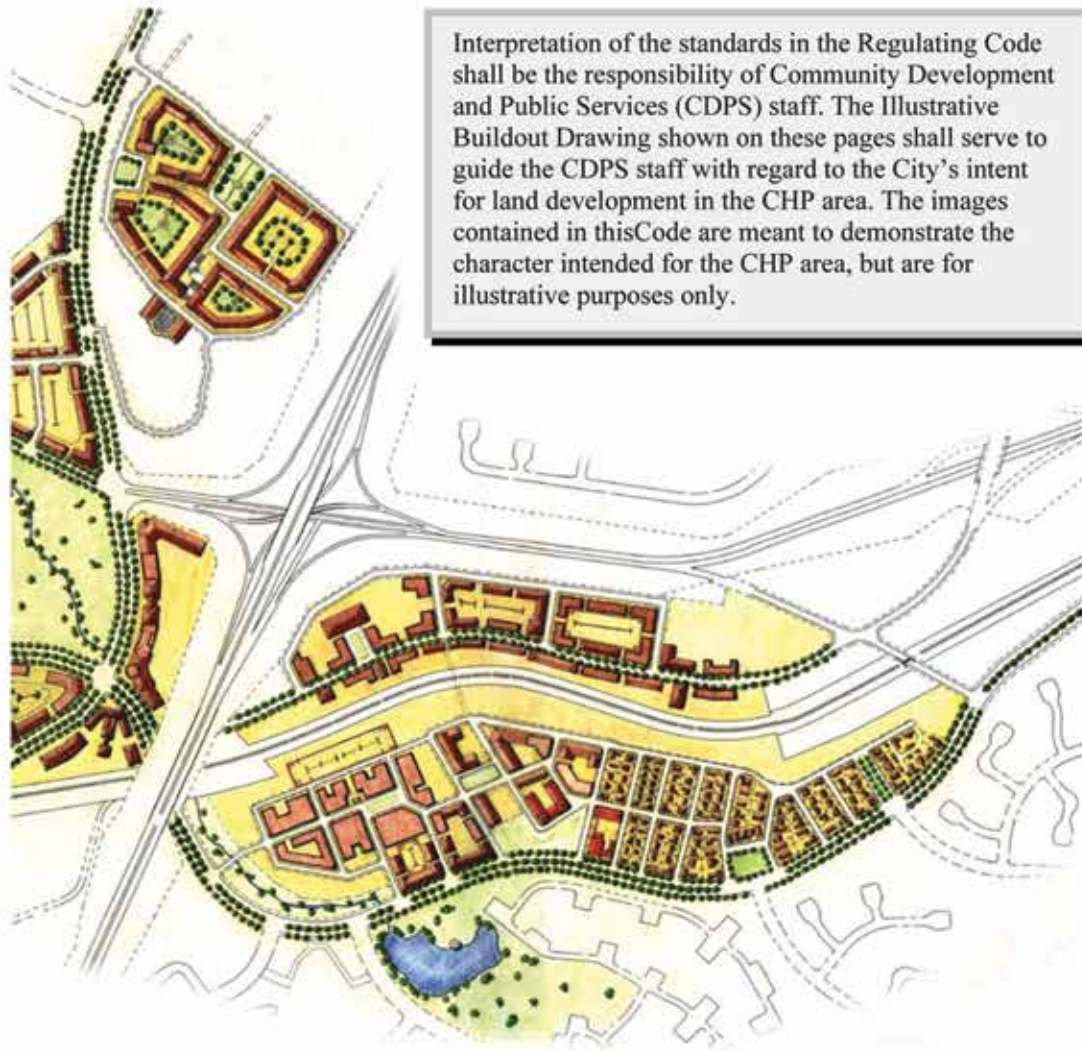 Interpretation of the standards in the Regulating Code
shall be the responsibility of Community Development
and Public Services (CDPS) staff. The Illustrative
Buildout Drawing shown on these pages shall serve to
guide the CDPS staff with regard to the City’s intent
for land development in the CHP area. The images
contained in thisCode are meant to demonstrate the
character intended for the CHP area, but are for
illustrative purposes only.